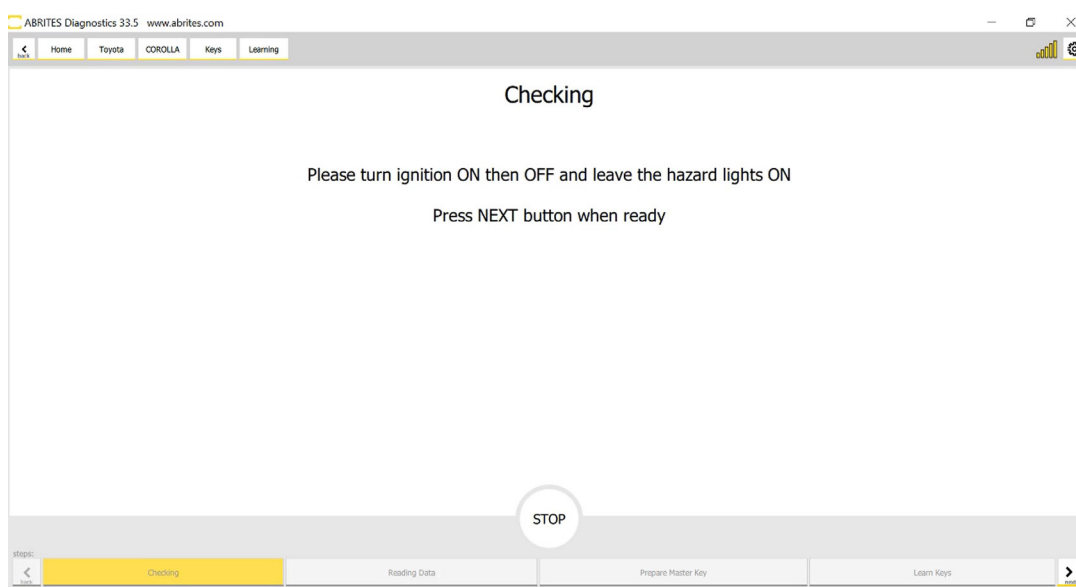 ABRITES Diagnostics 33.5 www.abrites.com
back Home Toyota COROLLA Keys Learning
Checking
Please turn ignition ON then OFF and leave the hazard lights ON
Press NEXT button when ready
STOP
steps:
back Checking Reading Data Prepare Master Key Learn Keys next